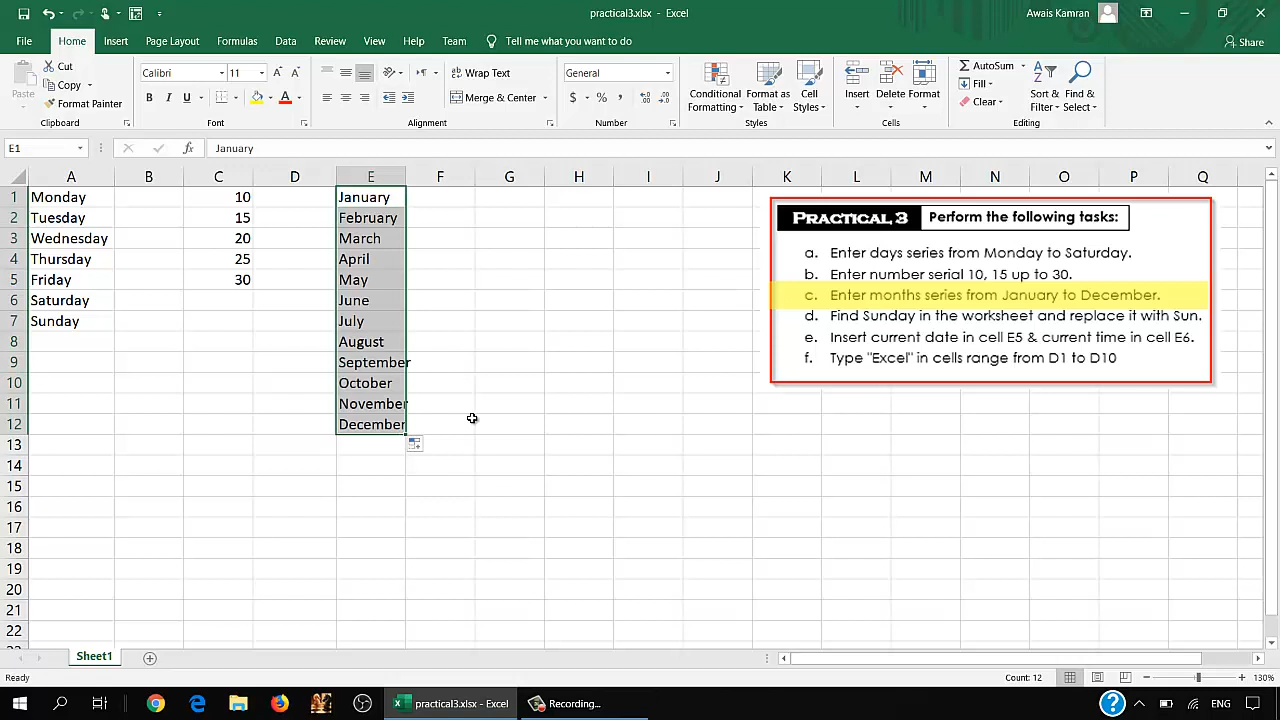 practical3.xlsx - Excel
Awais Kamran
File Home Insert Page Layout Formulas Data Review View Help Team Tell me what you want to do Share
Paste Cut Copy Format Painter Clipboard
Calibri 11 A A B I U A Font
Wrap Text Merge & Center Alignment
General $ % , Number
Conditional Formatting Format as Table Cell Styles Styles
Insert Delete Format Cells
AutoSum Fill Clear Sort & Filter Find & Select Editing
E1 fx January
A B C D E F G H I J K L M N O P Q
1 Monday 10 January
2 Tuesday 15 February
3 Wednesday 20 March
4 Thursday 25 April
5 Friday 30 May
6 Saturday June
7 Sunday July
8 August
9 September
10 October
11 November
12 December
13
14
15
16
17
18
19
20
21
22
PRACTICAL 3 Perform the following tasks:
a. Enter days series from Monday to Saturday.
b. Enter number serial 10, 15 up to 30.
c. Enter months series from January to December.
d. Find Sunday in the worksheet and replace it with Sun.
e. Insert current date in cell E5 & current time in cell E6.
f. Type "Excel" in cells range from D1 to D10
Sheet1
Ready Count: 12 130%
practical3.xlsx - Excel Recording... ENG